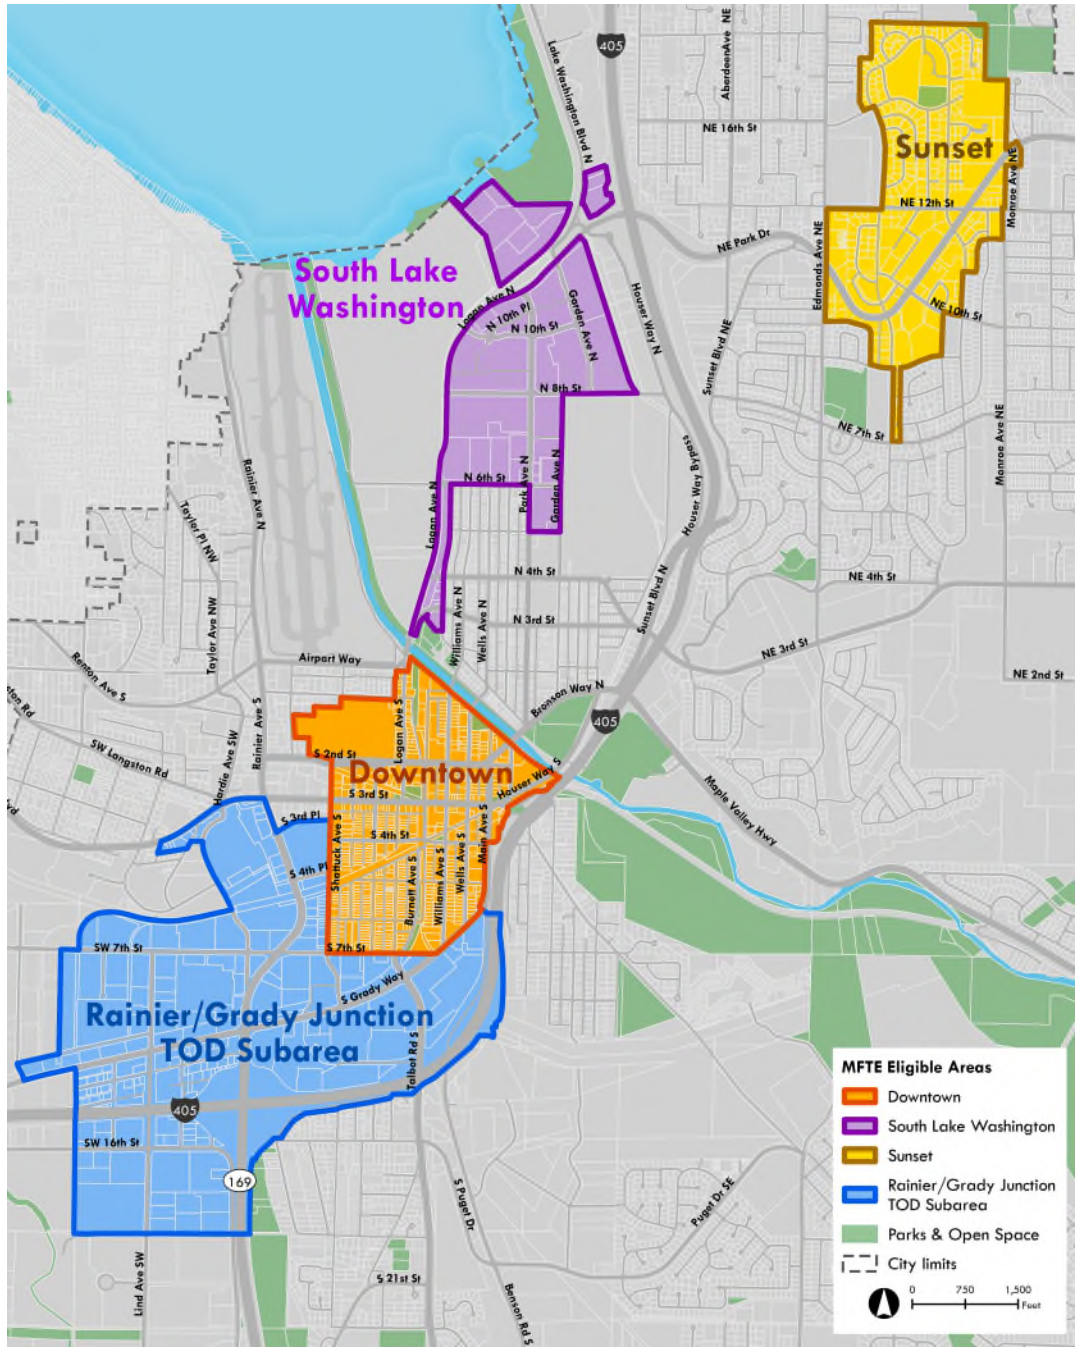 405
Lake Washington Blvd N
Aberdeen Ave NE
NE 16th St
Sunset
Monroe Ave NE
NE 12th St
NE Park Dr
Edmonds Ave NE
South Lake
Washington
Logan Ave N
N 10th Pl
N 10th St
Garden Ave N
Houser Way N
NE 10th St
Sunset Blvd NE
N 8th St
NE 7th St
Monroe Ave NE
Rainier Ave N
N 6th St
Park Ave N
Garden Ave N
Logan Ave N
Houser Way Bypass
Taylor Pl NW
N 4th St
NE 4th St
Sunset Blvd N
Taylor Ave NW
Williams Ave N
Wells Ave N
N 3rd St
NE 3rd St
Airport Way
Renton Ave S
NE 2nd St
Bronson Way N
405
SW Langston Rd
Hardie Ave SW
Rainier Ave S
Logan Ave S
S 2nd St
Downtown
Houser Way S
S 3rd St
Maple Valley Hwy
S 3rd Pl
S 4th St
Shattuck Ave S
Main Ave S
S 4th Pl
Burnett Ave S
Williams Ave S
Wells Ave S
SW 7th St
S 7th St
S Grady Way
Rainier/Grady Junction
TOD Subarea
Talbot Rd S
405
SW 16th St
169
S Puget Dr
Puget Dr SE
Lind Ave SW
S 21st St
Benson Rd S
MFTE Eligible Areas
Downtown
South Lake Washington
Sunset
Rainier/Grady Junction
TOD Subarea
Parks & Open Space
City limits
0 750 1,500
Feet